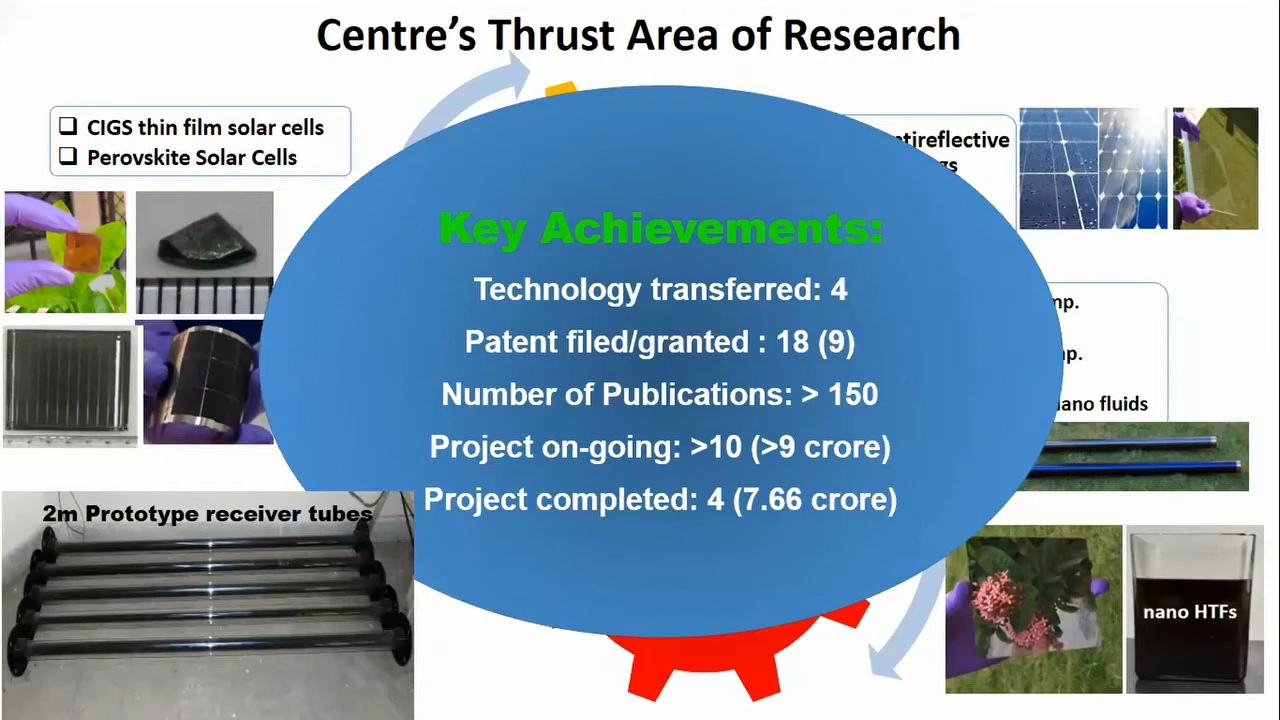 Centre's Thrust Area of Research
❑ CIGS thin film solar cells
❑ Perovskite Solar Cells
Key Achievements:
Technology transferred: 4
Patent filed/granted : 18 (9)
Number of Publications: > 150
Project on-going: >10 (>9 crore)
Project completed: 4 (7.66 crore)
fluids
2m Prototype receiver tubes
nano HTFs